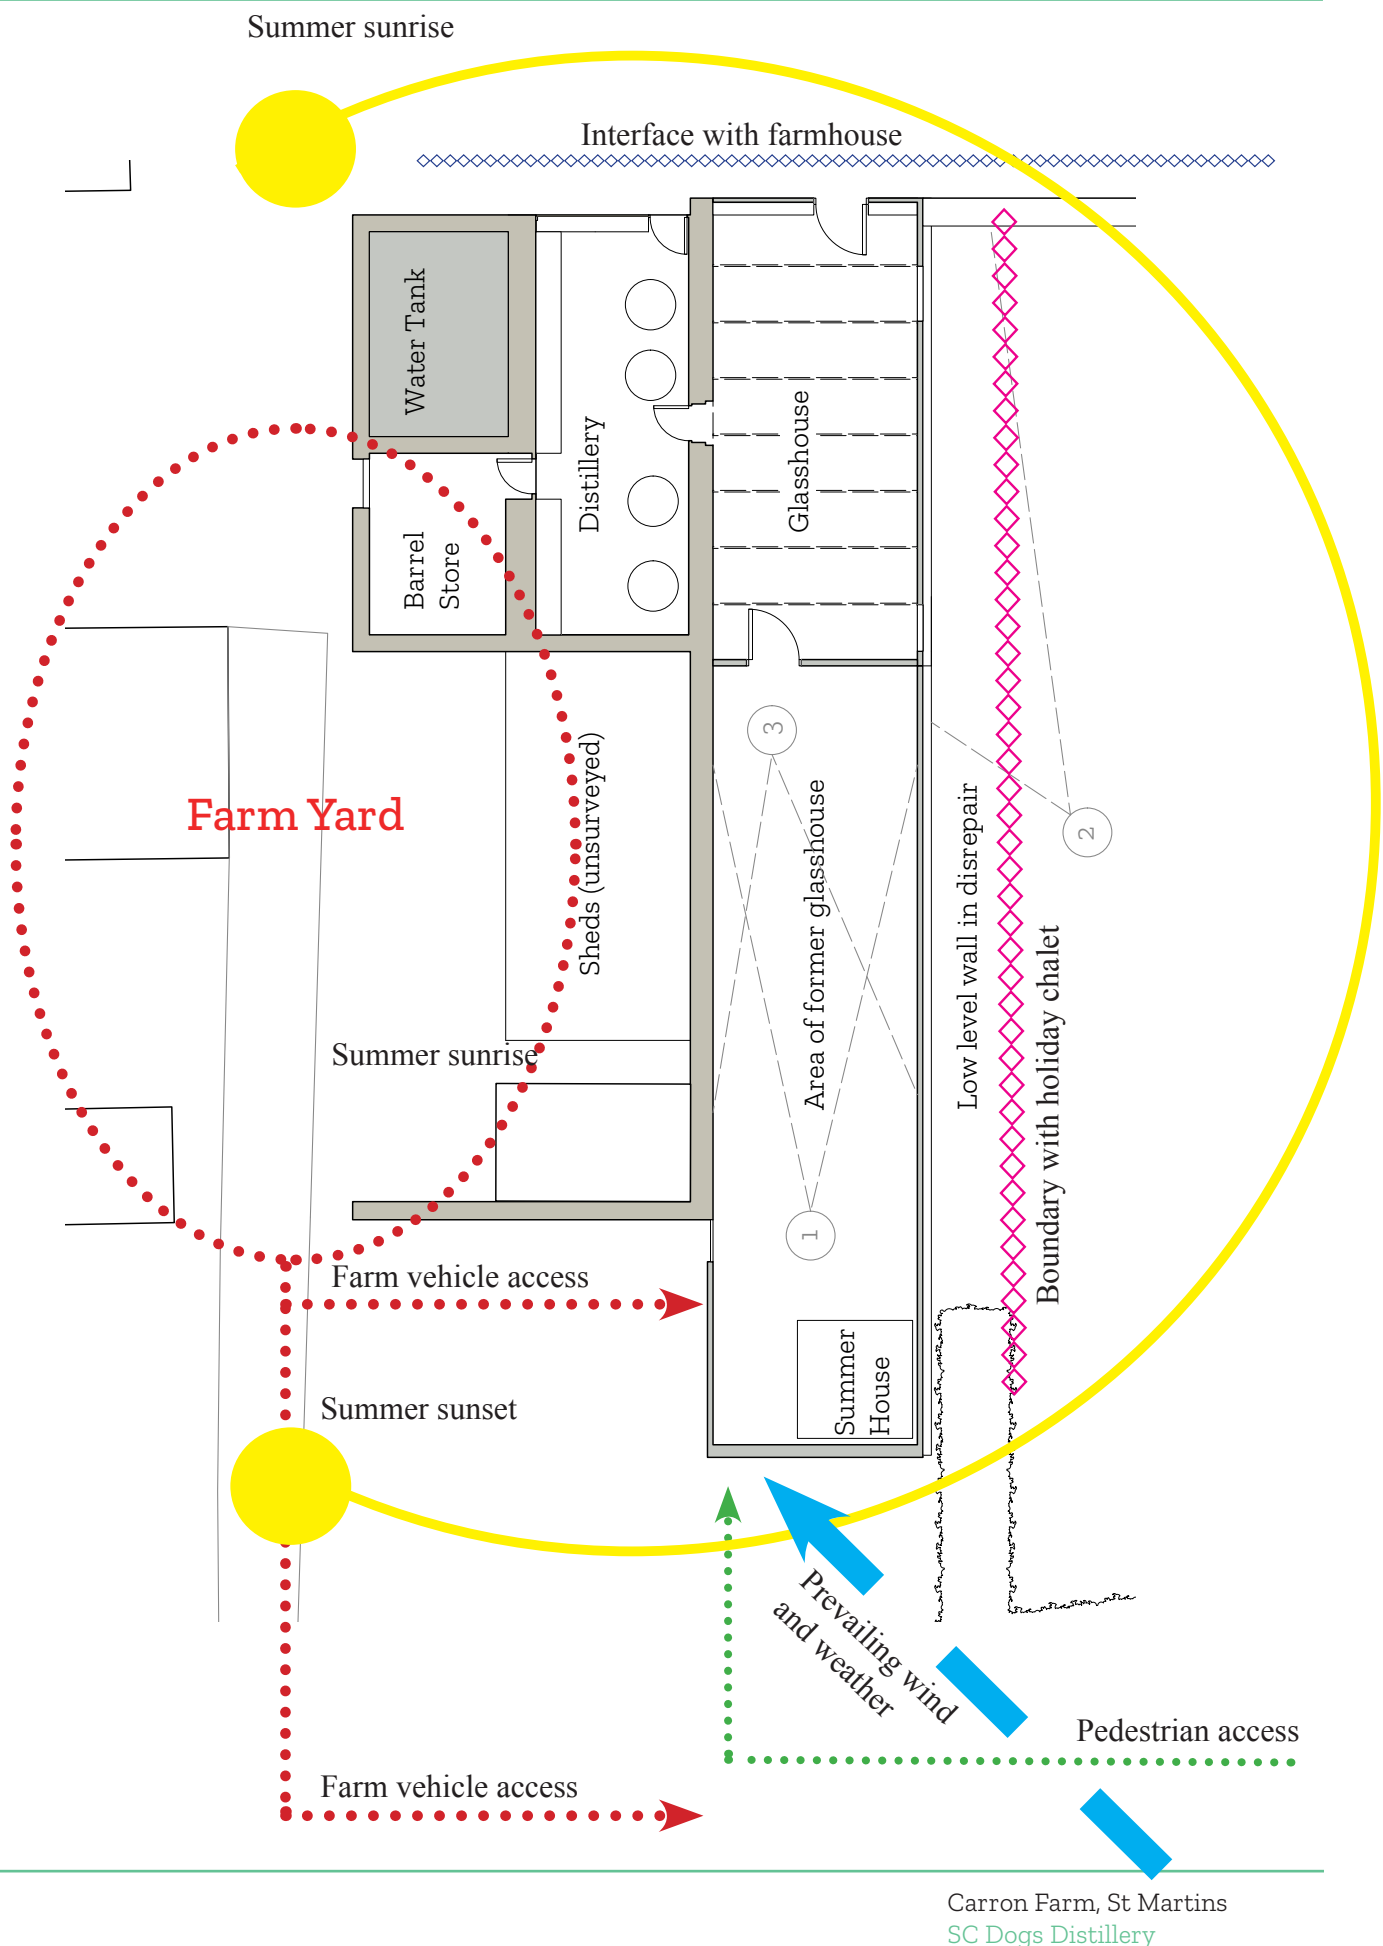 Summer sunrise
Interface with farmhouse
Water Tank
Distillery
Glasshouse
Barrel
Store
Farm Yard
Sheds (unsurveyed)
3
Area of former glasshouse
Low level wall in disrepair
2
Boundary with holiday chalet
Summer sunrise
1
Farm vehicle access
Summer
House
Summer sunset
Prevailing wind
and weather
Pedestrian access
Farm vehicle access
Carron Farm, St Martins
SC Dogs Distillery